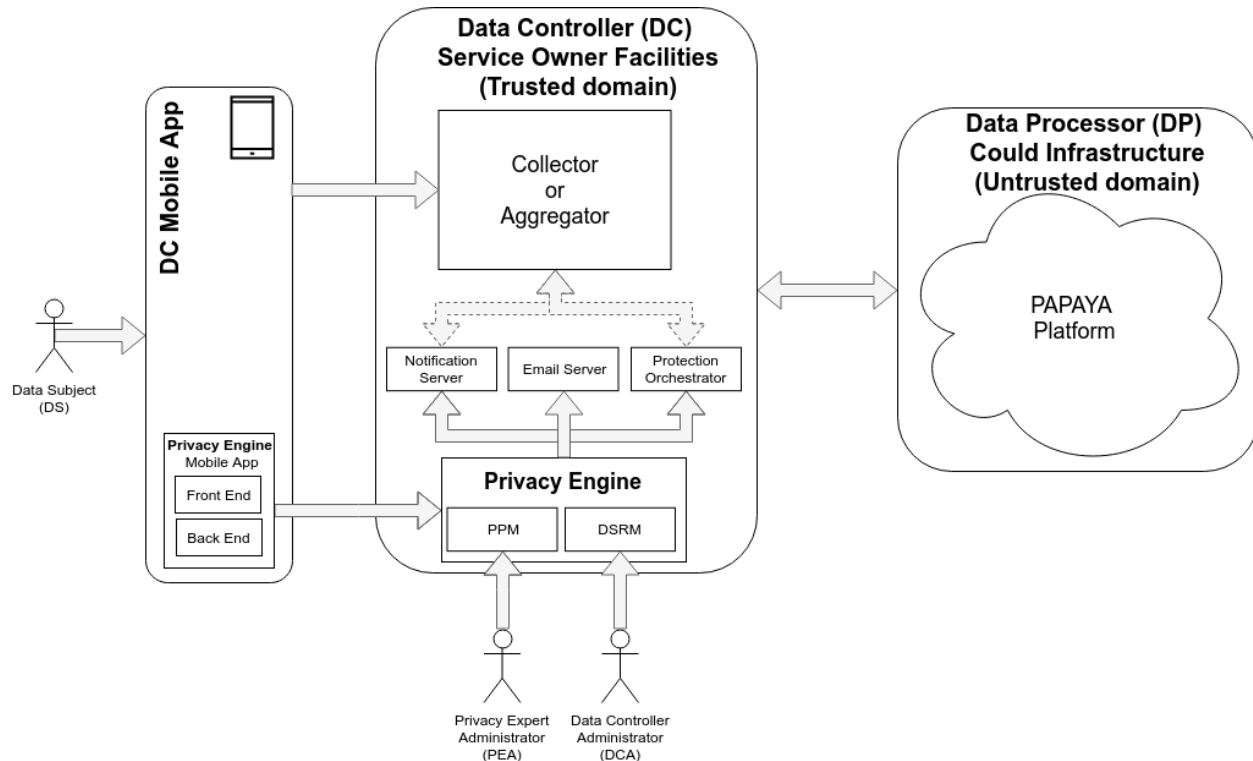 Data Controller (DC)
Service Owner Facilities
(Trusted domain)
DC Mobile App
Collector
or
Aggregator
Data Processor (DP)
Could Infrastructure
(Untrusted domain)
PAPAYA
Platform
Data Subject
(DS)
Notification
Server
Email Server
Protection
Orchestrator
Privacy Engine
Mobile App
Front End
Back End
Privacy Engine
PPM
DSRM
Privacy Expert
Administrator
(PEA)
Data Controller
Administrator
(DCA)